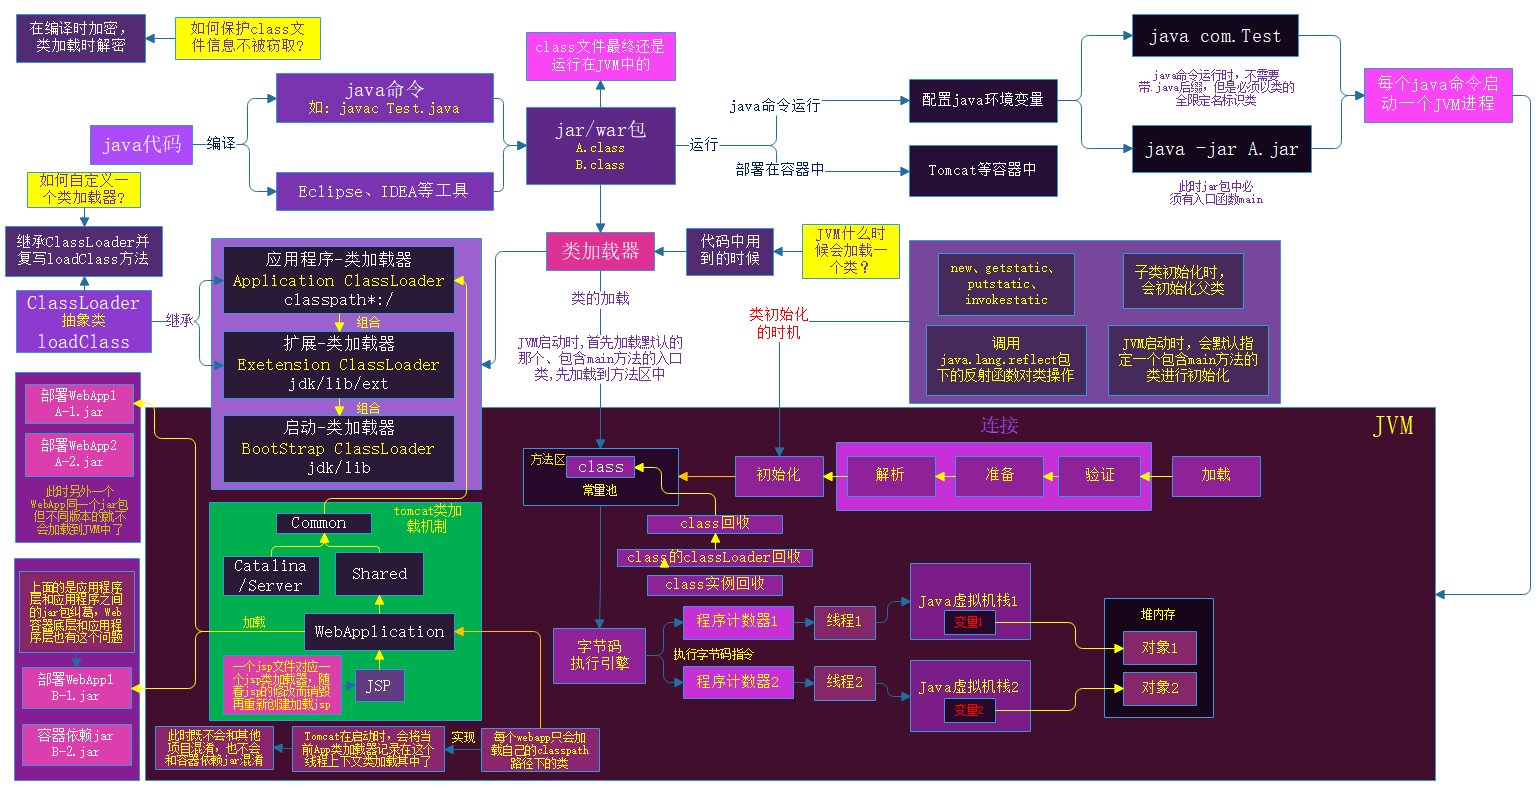 在编译时加密，
类加载时解密
如何保护class文
件信息不被窃取?
class文件最终还是
运行在JVM中的
java com.Test
java命令运行时，不需要
带.java后缀，但是必须以类的
全限定名标识类
每个java命令启
动一个JVM进程
java命令
如: javac Test.java
java代码
编译
Eclipse、IDEA等工具
jar/war包
A.class
B.class
运行
java命令运行
部署在容器中
配置java环境变量
Tomcat等容器中
java -jar A.jar
此时jar包中必
须有入口函数main
如何自定义一
个类加载器?
继承ClassLoader并
复写loadClass方法
ClassLoader
抽象类
loadClass
继承
应用程序-类加载器
Application ClassLoader
classpath*:/
组合
扩展-类加载器
Exetension ClassLoader
jdk/lib/ext
组合
启动-类加载器
BootStrap ClassLoader
jdk/lib
类加载器
代码中用
到的时候
JVM什么时
候会加载一
个类？
类的加载
JVM启动时,首先加载默认的
那个、包含main方法的入口
类,先加载到方法区中
类初始化
的时机
new、getstatic、
putstatic、
invokestatic
子类初始化时，
会初始化父类
调用
java.lang.reflect包
下的反射函数对类操作
JVM启动时，会默认指
定一个包含main方法的
类进行初始化
部署WebApp1
A-1.jar
部署WebApp2
A-2.jar
此时另外一个
WebApp同一个jar包
但不同版本的就不
会加载到JVM中了
上面的是应用程序
层和应用程序之间
的jar包纠葛，Web
容器底层和应用程
序层也有这个问题
部署WebApp1
B-1.jar
容器依赖jar
B-2.jar
JVM
连接
方法区
class
常量池
初始化
解析
准备
验证
加载
class回收
class的classLoader回收
class实例回收
tomcat类加
载机制
Common
Catalina
/Server
Shared
加载
WebApplication
一个jsp文件对应一
个jsp类加载器，随
着jsp的修改而销毁
再重新创建加载jsp
JSP
字节码
执行引擎
执行字节码指令
程序计数器1
线程1
Java虚拟机栈1
变量1
程序计数器2
线程2
Java虚拟机栈2
变量2
堆内存
对象1
对象2
此时既不会和其他
项目混淆，也不会
和容器依赖jar混淆
Tomcat在启动时，会将当
前App类加载器记录在这个
线程上下文类加载其中了
实现
每个webapp只会加
载自己的classpath
路径下的类